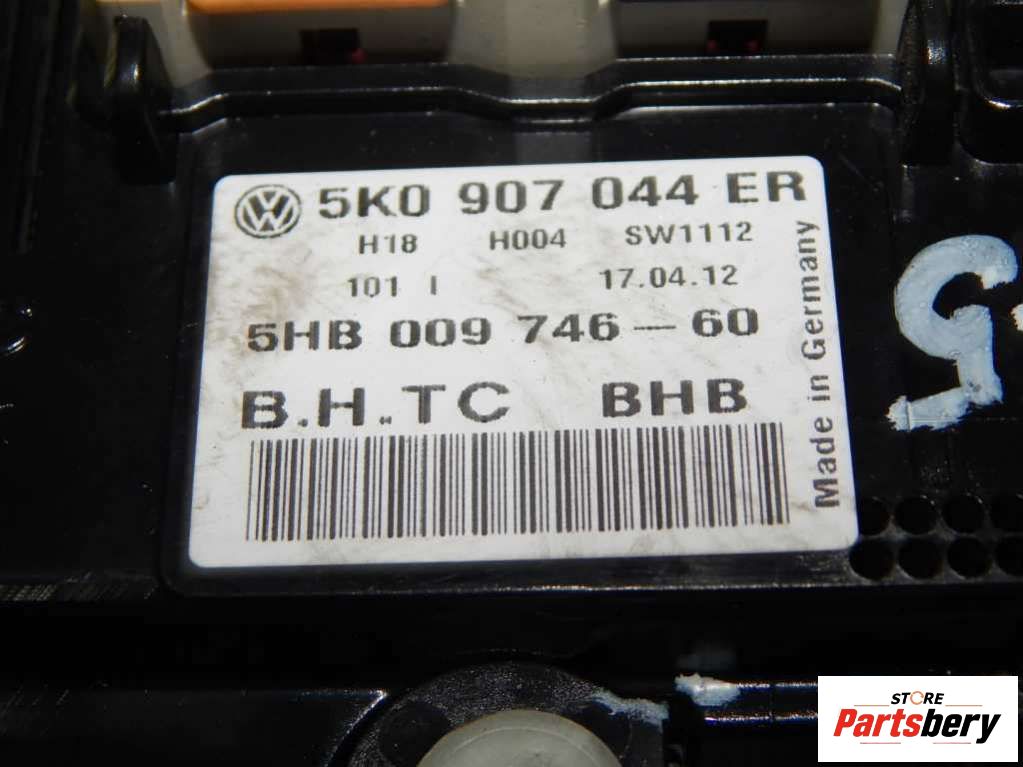 5K0 907 044 ER
H18 H004 SW1112
101 I 17.04.12
5HB 009 746-60
B.H.TC BHB
Made in Germany
5
STORE
Partsbery